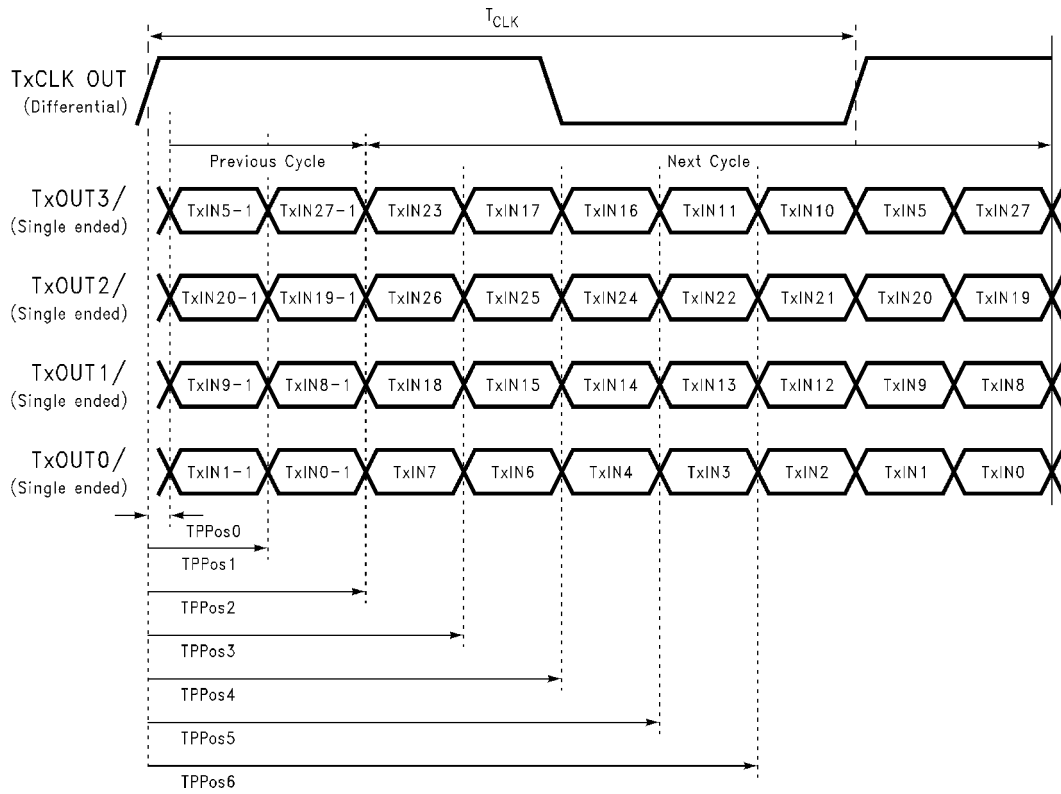 TCLK
TxCLK OUT
(Differential)
Previous Cycle
Next Cycle
TxOUT3/
(Single ended)
TxIN5-1 TxIN27-1 TxIN23 TxIN17 TxIN16 TxIN11 TxIN10 TxIN5 TxIN27
TxOUT2/
(Single ended)
TxIN20-1 TxIN19-1 TxIN26 TxIN25 TxIN24 TxIN22 TxIN21 TxIN20 TxIN19
TxOUT1/
(Single ended)
TxIN9-1 TxIN8-1 TxIN18 TxIN15 TxIN14 TxIN13 TxIN12 TxIN9 TxIN8
TxOUT0/
(Single ended)
TxIN1-1 TxIN0-1 TxIN7 TxIN6 TxIN4 TxIN3 TxIN2 TxIN1 TxIN0
TPPos0
TPPos1
TPPos2
TPPos3
TPPos4
TPPos5
TPPos6